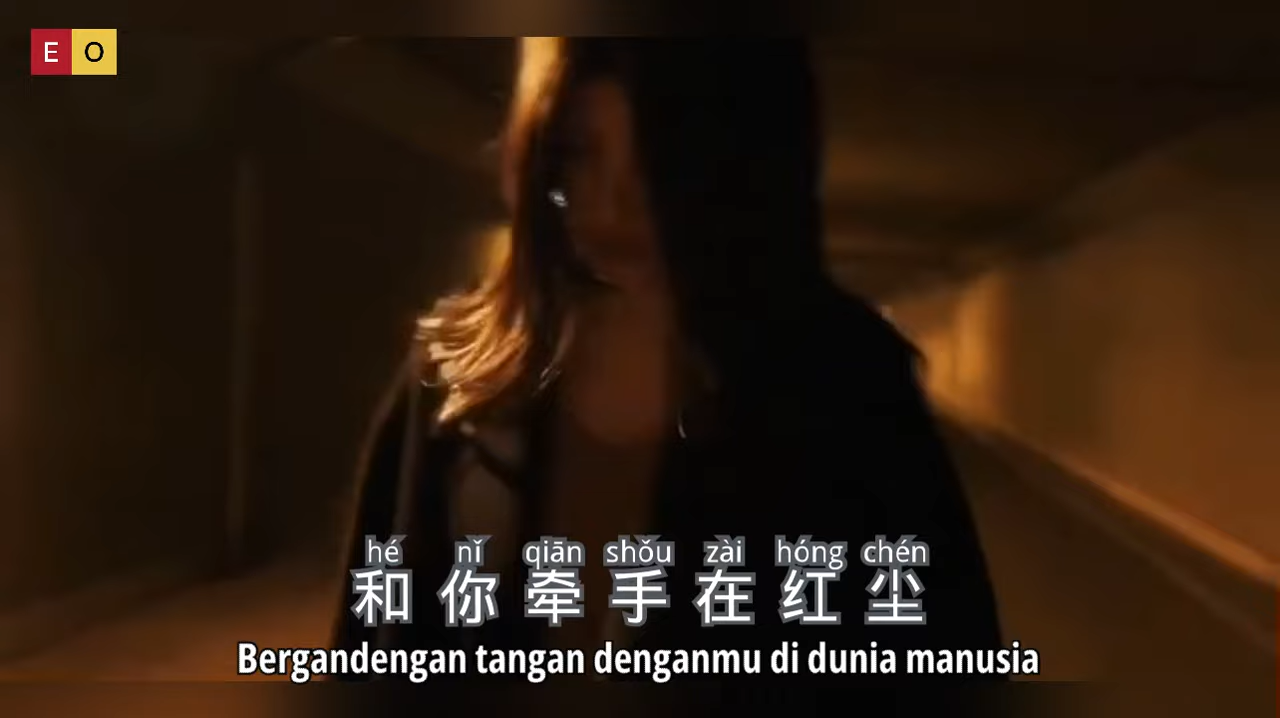 E O
hé nǐ qiān shǒu zài hóng chén
和你牵手在红尘
Bergandengan tangan denganmu di dunia manusia